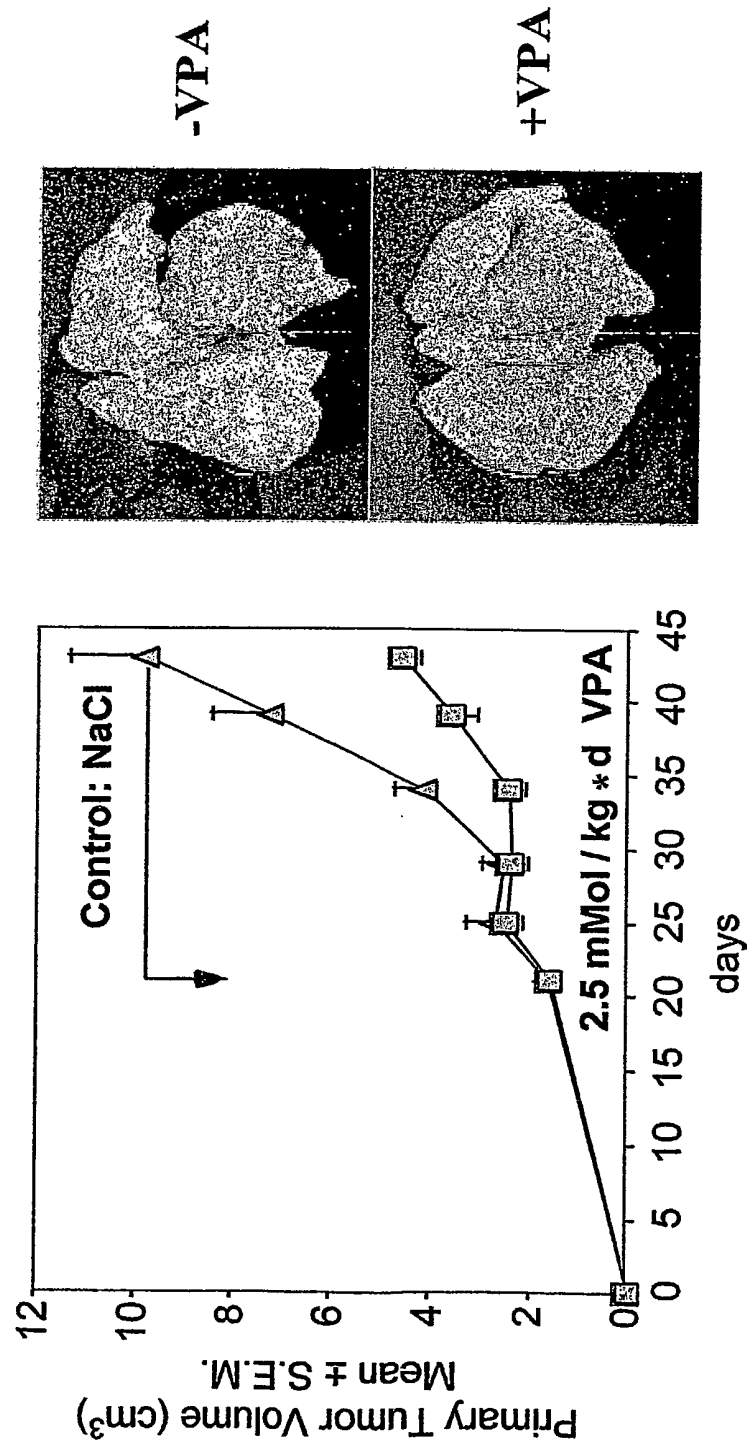 Primary Tumor Volume (cm³)
Mean ± S.E.M.
12
10
8
6
4
2
0
Control: NaCl
2.5 mMol / kg * d VPA
0 5 10 15 20 25 30 35 40 45
days
-VPA
+VPA